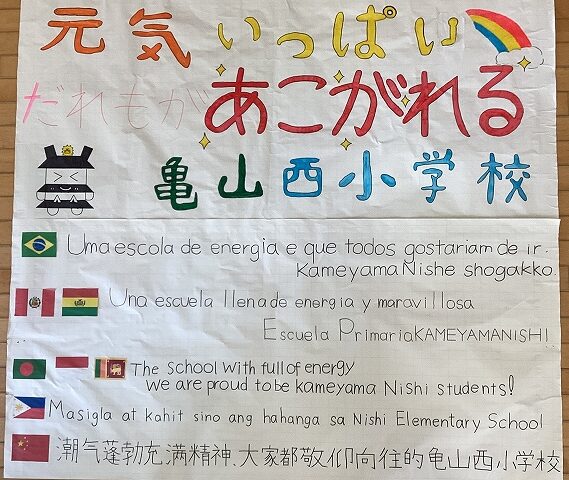 元気いっぱい
だれもがあこがれる
亀山西小学校
Uma escola de energia e que todos gostariam de ir.
Kameyama Nishe shogakko.
Una escuela llena de energia y maravillosa
Escuela Primaria KAMEYAMANISHI
The school with full of energy
we are proud to be kameyama Nishi students!
Masigla at kahit sino ang hahanga sa Nishi Elementary School
潮气蓬勃充满精神、大家都敬仰向往的亀山西小学校